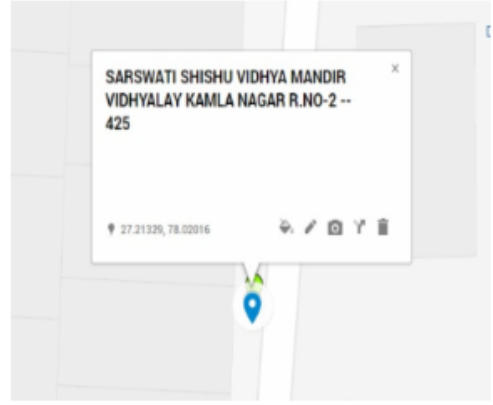 SARSWATI SHISHU VIDHYA MANDIR
VIDHYALAY KAMLA NAGAR R.NO-2 --
425
27.21329, 78.02016